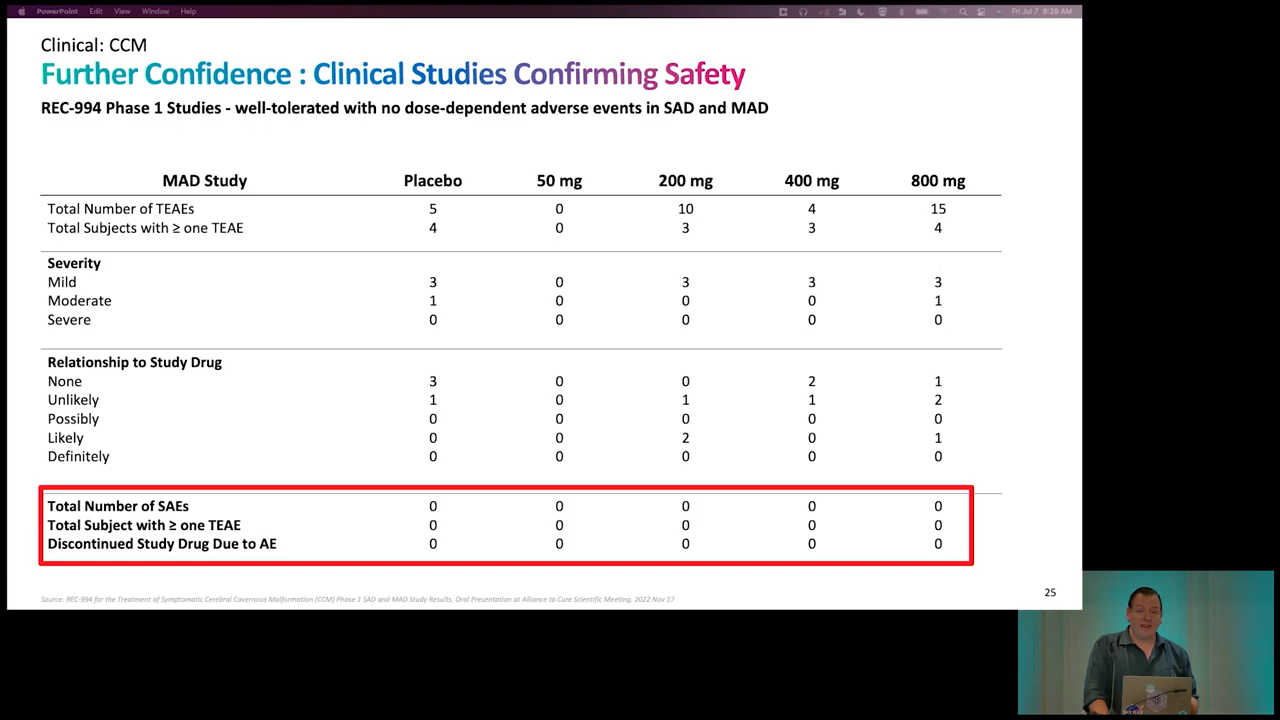 PowerPoint Edit View Window Help Fri Jul 7 8:28 AM
Clinical: CCM
Further Confidence : Clinical Studies Confirming Safety
REC-994 Phase 1 Studies - well-tolerated with no dose-dependent adverse events in SAD and MAD
MAD Study Placebo 50 mg 200 mg 400 mg 800 mg
Total Number of TEAEs 5 0 10 4 15
Total Subjects with ≥ one TEAE 4 0 3 3 4
Severity
Mild 3 0 3 3 3
Moderate 1 0 0 0 1
Severe 0 0 0 0 0
Relationship to Study Drug
None 3 0 0 2 1
Unlikely 1 0 1 1 2
Possibly 0 0 0 0 0
Likely 0 0 2 0 1
Definitely 0 0 0 0 0
Total Number of SAEs 0 0 0 0 0
Total Subject with ≥ one TEAE 0 0 0 0 0
Discontinued Study Drug Due to AE 0 0 0 0 0
Source: REC-994 for the Treatment of Symptomatic Cerebral Cavernous Malformation (CCM) Phase 1 SAD and MAD Study Results. Oral Presentation at Alliance to Cure Scientific Meeting. 2022 Nov 17
25